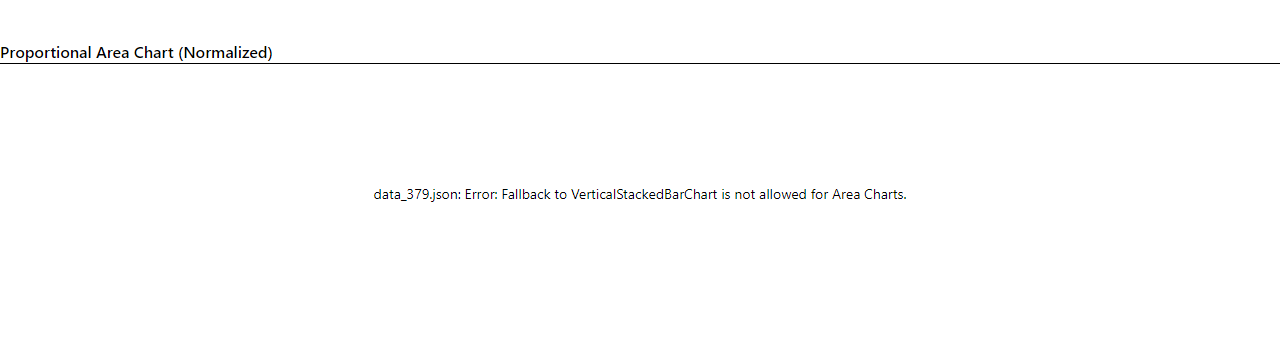 Proportional Area Chart (Normalized)
data_379.json: Error: Fallback to VerticalStackedBarChart is not allowed for Area Charts.